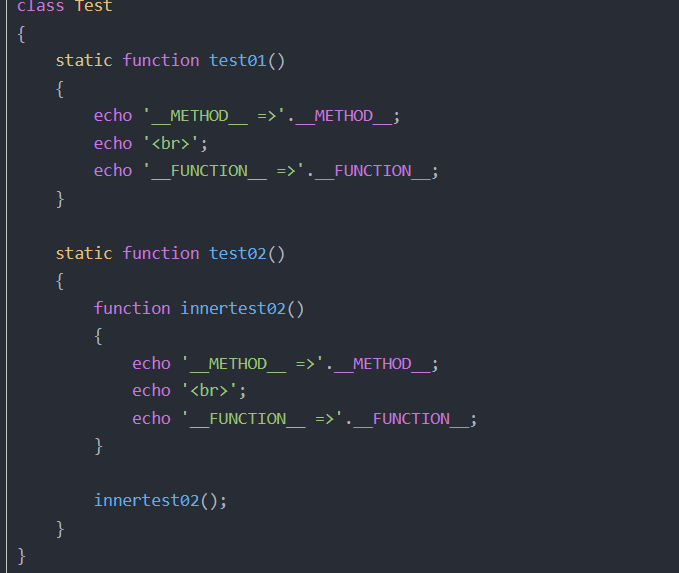 class Test
{
    static function test01()
    {
        echo '__METHOD__ =>'.__METHOD__;
        echo '<br>';
        echo '__FUNCTION__ =>'.__FUNCTION__;
    }

    static function test02()
    {
        function innertest02()
        {
            echo '__METHOD__ =>'.__METHOD__;
            echo '<br>';
            echo '__FUNCTION__ =>'.__FUNCTION__;
        }

        innertest02();
    }
}